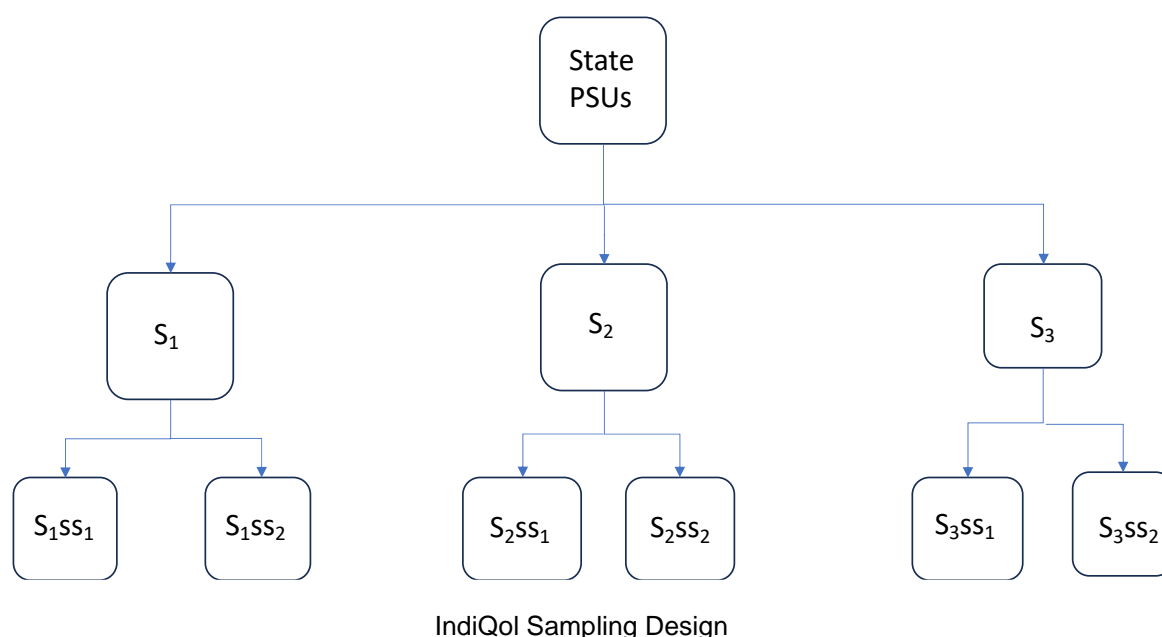 State
PSUs
S₁
S₂
S₃
S₁ss₁
S₁ss₂
S₂ss₁
S₂ss₂
S₃ss₁
S₃ss₂
IndiQol Sampling Design